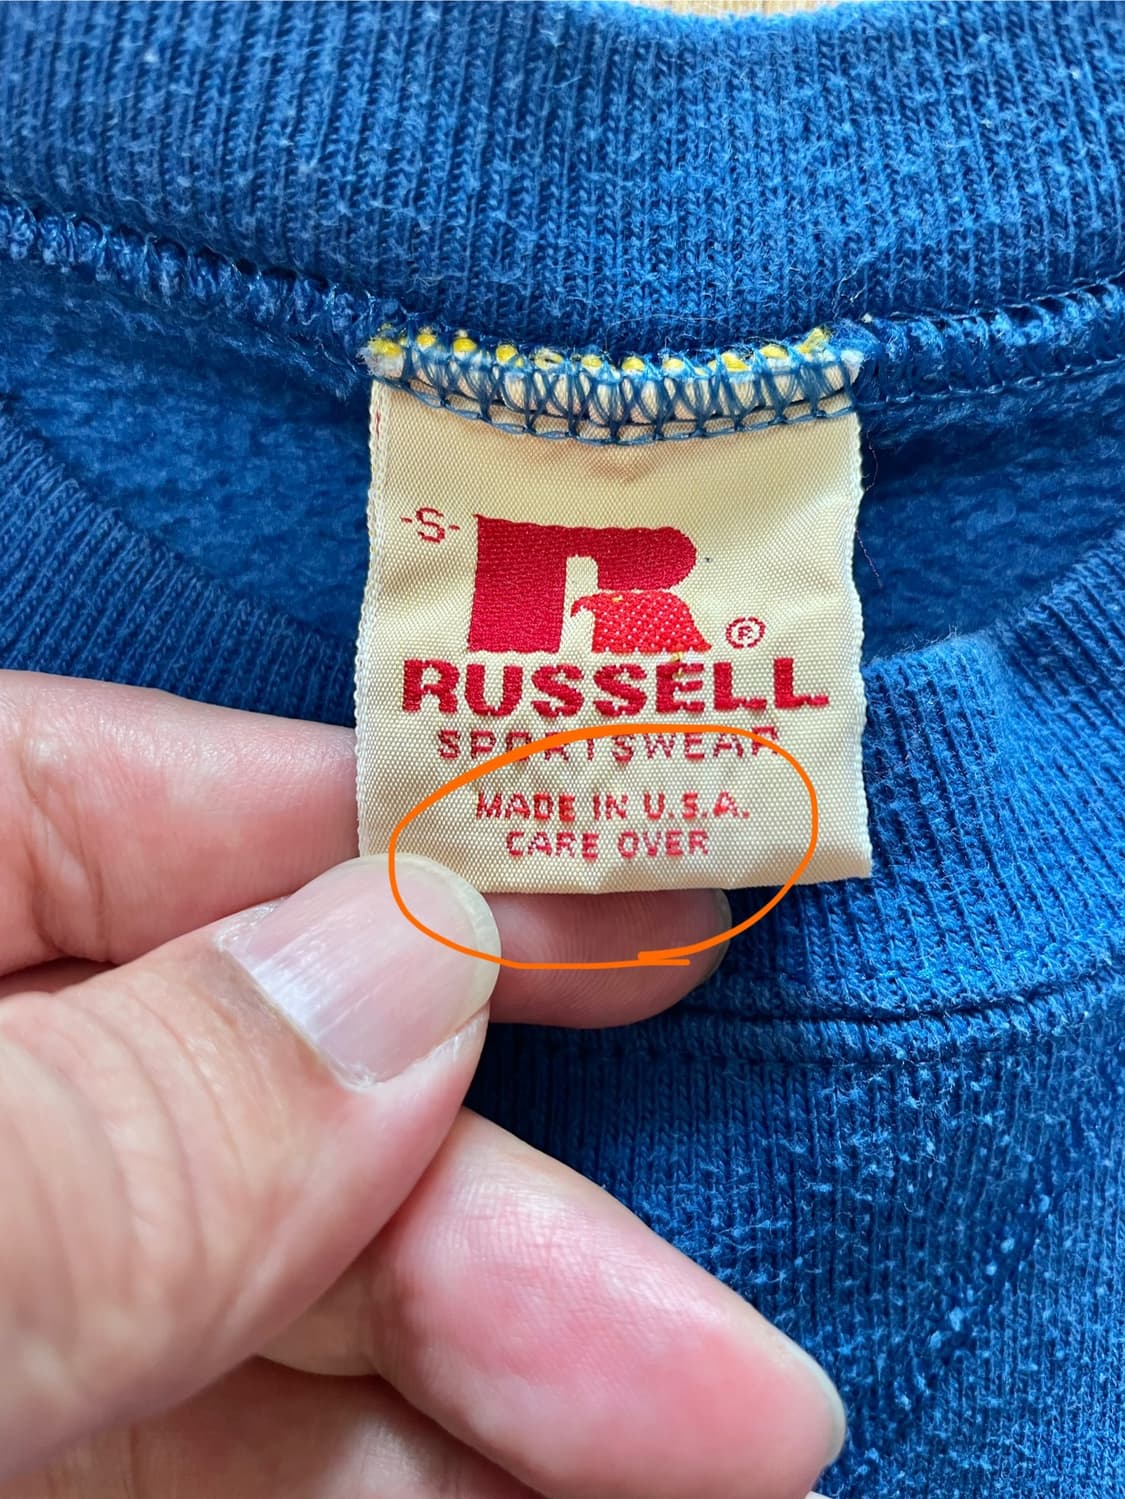 -S-
R®
RUSSELL
SPORTSWEAR
MADE IN U.S.A.
CARE OVER